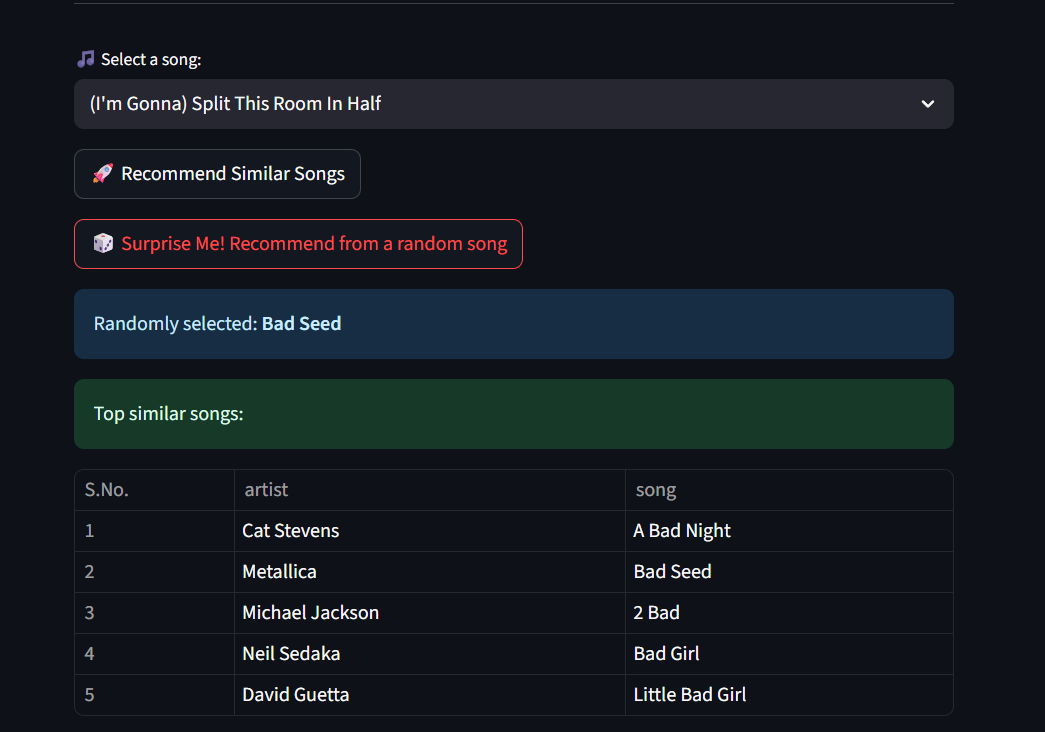 Select a song:
(I'm Gonna) Split This Room In Half
Recommend Similar Songs
Surprise Me! Recommend from a random song
Randomly selected: Bad Seed
Top similar songs:
S.No. artist song
1 Cat Stevens A Bad Night
2 Metallica Bad Seed
3 Michael Jackson 2 Bad
4 Neil Sedaka Bad Girl
5 David Guetta Little Bad Girl